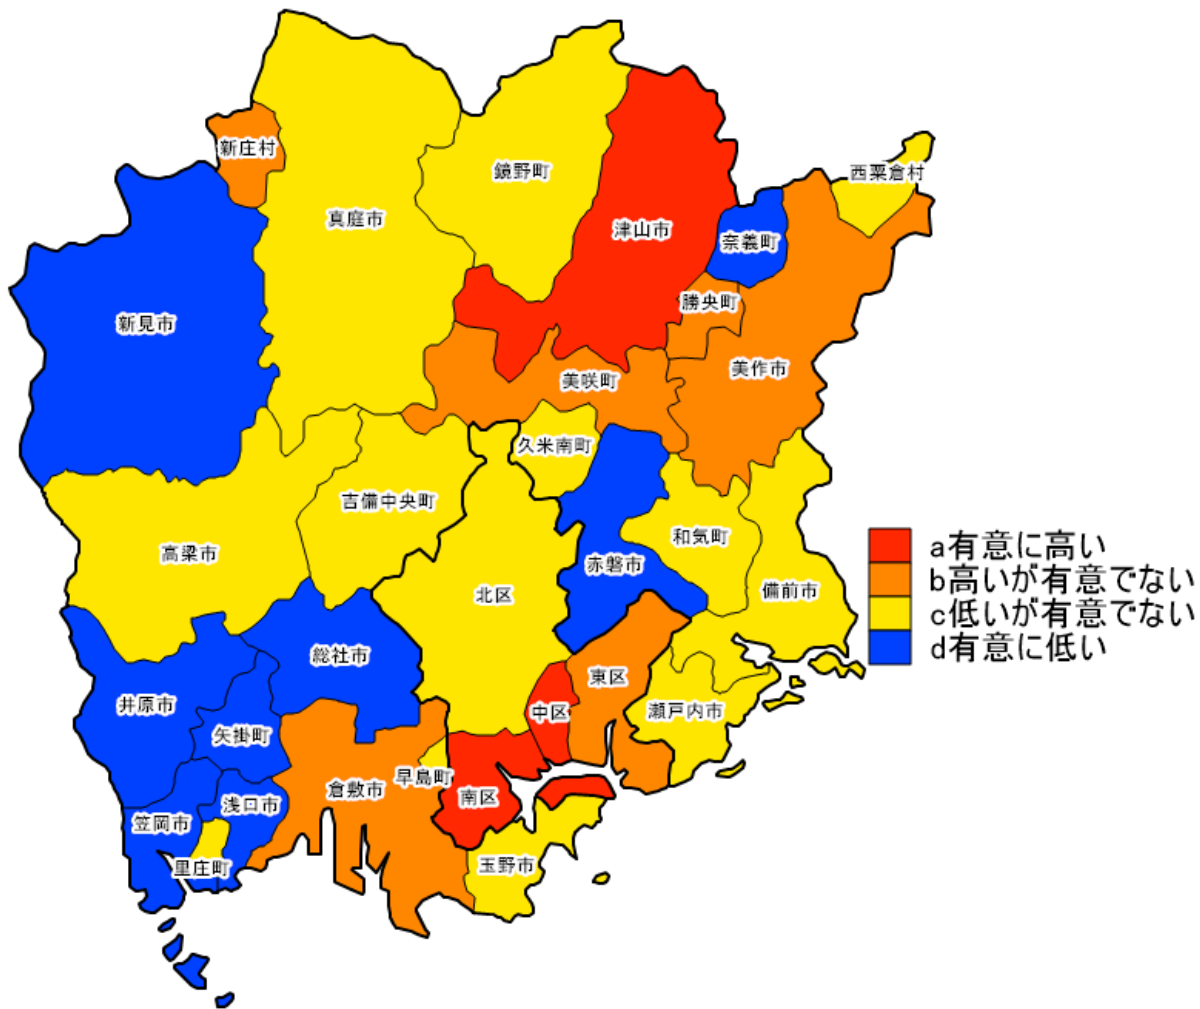 新庄村
鏡野町
西粟倉村
真庭市
津山市
奈義町
勝央町
新見市
美作市
美咲町
久米南町
吉備中央町
和気町
高梁市
赤磐市
備前市
北区
a有意に高い
b高いが有意でない
c低いが有意でない
d有意に低い
総社市
東区
井原市
中区
瀬戸内市
矢掛町
早島町
倉敷市
南区
浅口市
笠岡市
里庄町
玉野市